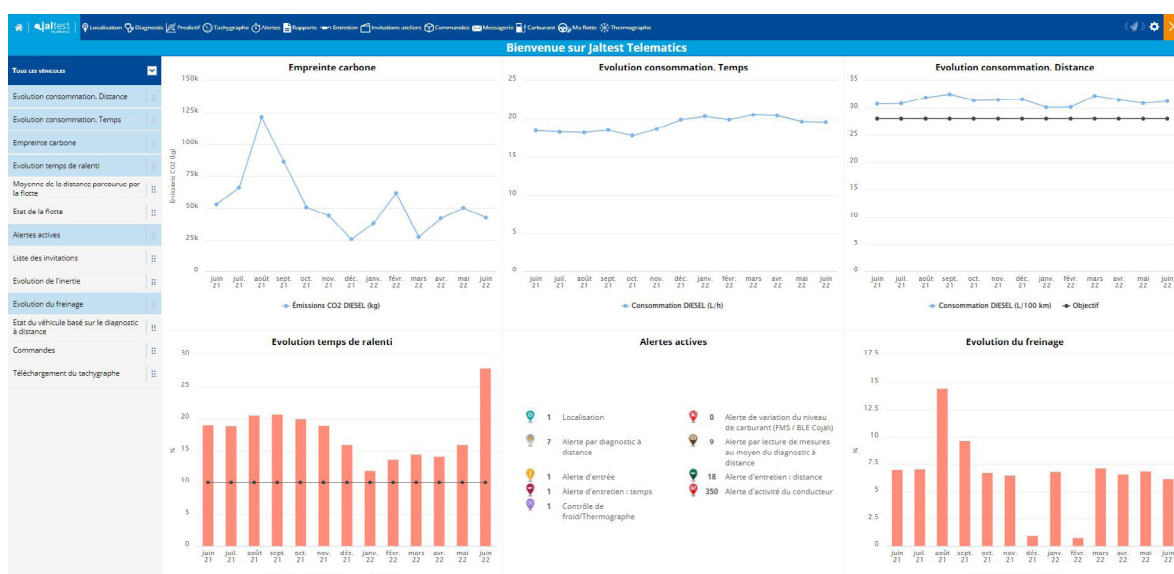 jaltest
TELEMATICS
Localisation Diagnostic Predictif Tachygraphe Alertes Rapports Entretien Invitations ateliers Commandes Messagerie Carburant Ma flotte Thermographe
Bienvenue sur Jaltest Telematics
Tous les véhicules
Evolution consommation. Distance
Evolution consommation. Temps
Empreinte carbone
Evolution temps de ralenti
Moyenne de la distance parcourue par
la flotte
Etat de la flotte
Alertes actives
Liste des invitations
Evolution de l'inertie
Evolution du freinage
Etat du véhicule basé sur le diagnostic
à distance
Commandes
Téléchargement du tachygraphe
Empreinte carbone
150k
125k
100k
75k
50k
25k
0
Émissions CO2 (kg)
juin juil. août sept. oct. nov. déc. janv. févr. mars avr. mai juin
21 21 21 21 21 21 21 22 22 22 22 22 22
Émissions CO2 DIESEL (kg)
Evolution consommation. Temps
25
20
15
10
5
0
juin juil. août sept. oct. nov. déc. janv. févr. mars avr. mai juin
21 21 21 21 21 21 21 22 22 22 22 22 22
Consommation DIESEL (L/h)
Evolution consommation. Distance
35
30
25
20
15
10
5
0
juin juil. août sept. oct. nov. déc. janv. févr. mars avr. mai juin
21 21 21 21 21 21 21 22 22 22 22 22 22
Consommation DIESEL (L/100 km) Objectif
Evolution temps de ralenti
30
25
20
15
10
5
0
%
juin juil. août sept. oct. nov. déc. janv. févr. mars avr. mai juin
21 21 21 21 21 21 21 22 22 22 22 22 22
Alertes actives
1 Localisation
7 Alerte par diagnostic à
distance
1 Alerte d'entrée
1 Alerte d'entretien : temps
1 Contrôle de
froid/Thermographe
0 Alerte de variation du niveau
de carburant (FMS / BLE Cojali)
9 Alerte par lecture de mesures
au moyen du diagnostic à
distance
18 Alerte d'entretien : distance
350 Alerte d'activité du conducteur
Evolution du freinage
17.5
15
12.5
10
7.5
5
2.5
0
%
juin juil. août sept. oct. nov. déc. janv. févr. mars avr. mai juin
21 21 21 21 21 21 21 22 22 22 22 22 22